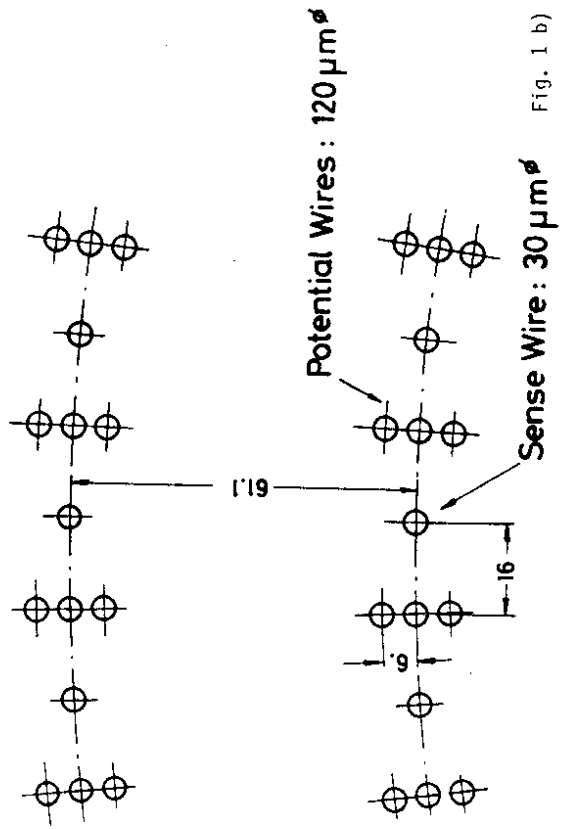 61.1
Potential Wires : 120 µm ø
16
6.
Sense Wire : 30 µm ø
Fig. 1 b)